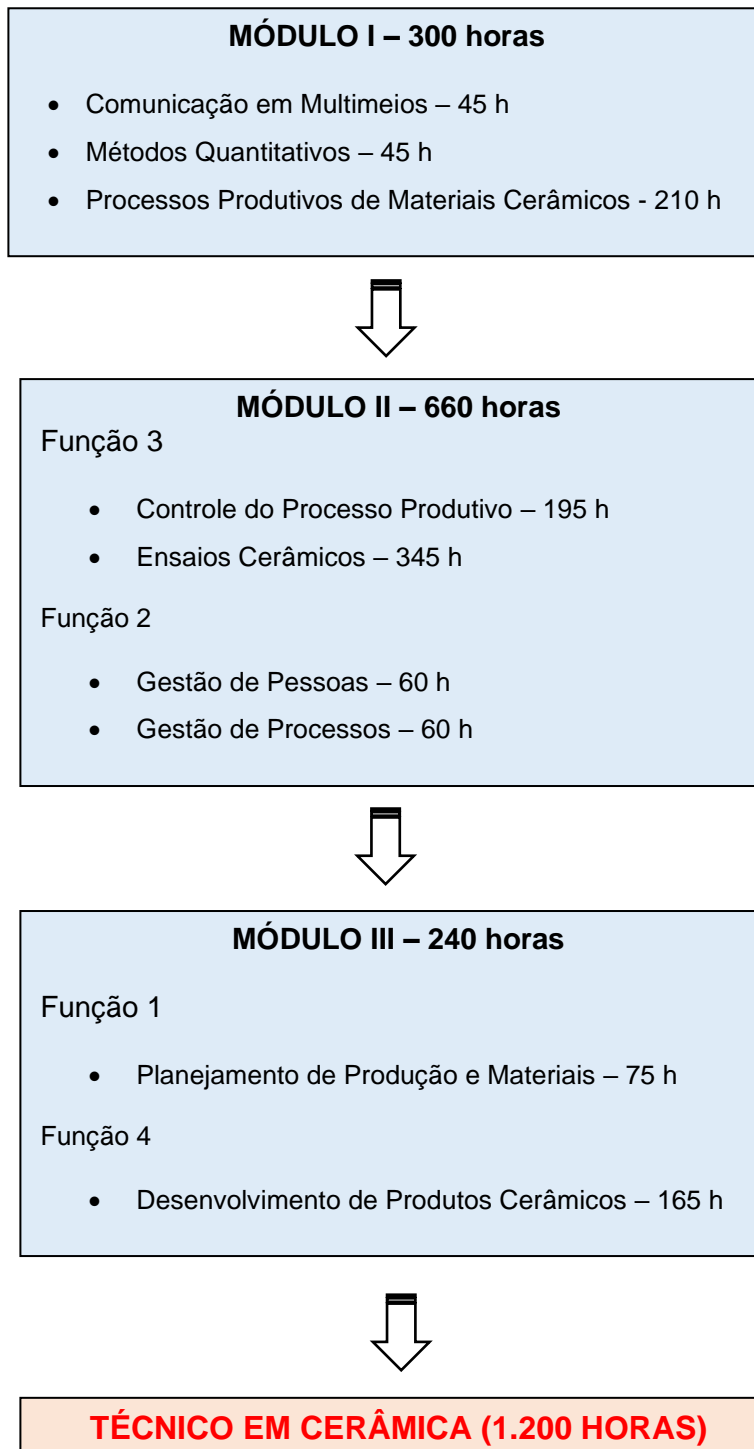 MÓDULO I – 300 horas
• Comunicação em Multimeios – 45 h
• Métodos Quantitativos – 45 h
• Processos Produtivos de Materiais Cerâmicos - 210 h
MÓDULO II – 660 horas
Função 3
• Controle do Processo Produtivo – 195 h
• Ensaios Cerâmicos – 345 h
Função 2
• Gestão de Pessoas – 60 h
• Gestão de Processos – 60 h
MÓDULO III – 240 horas
Função 1
• Planejamento de Produção e Materiais – 75 h
Função 4
• Desenvolvimento de Produtos Cerâmicos – 165 h
TÉCNICO EM CERÂMICA (1.200 HORAS)